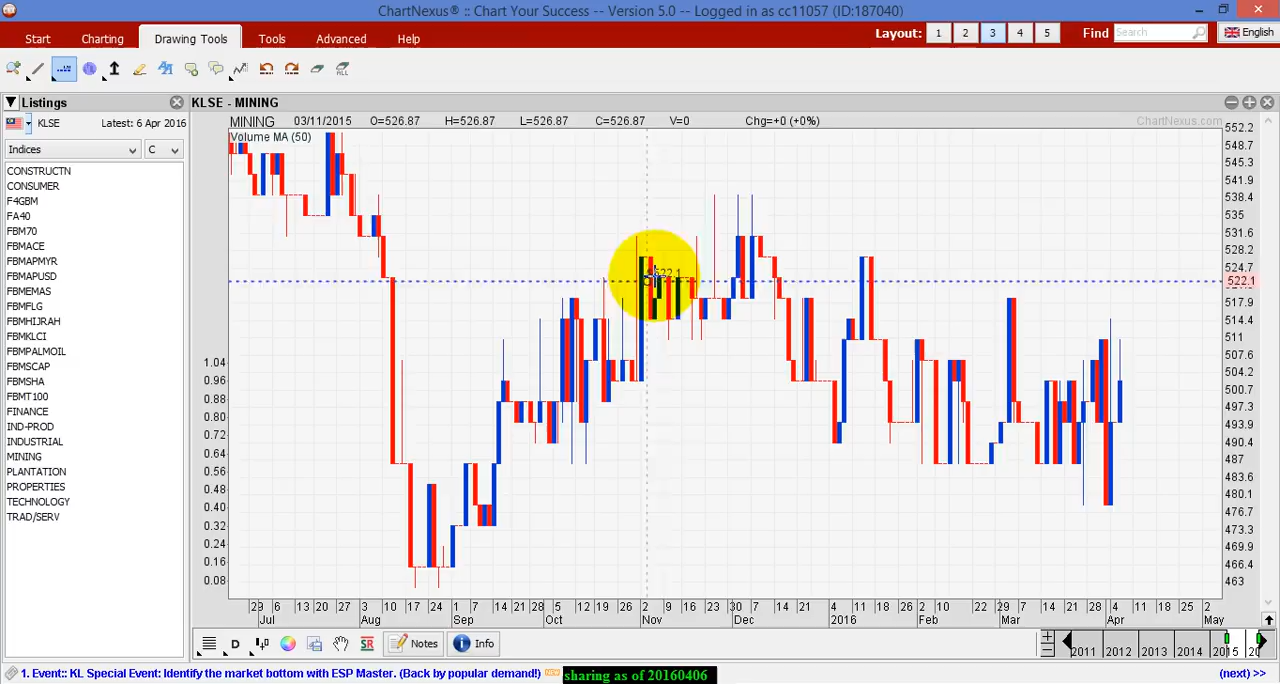 ChartNexus® :: Chart Your Success -- Version 5.0 -- Logged in as cc11057 (ID:187040)
Start Charting Drawing Tools Tools Advanced Help Layout: 1 2 3 4 5 Find Search English
Listings
KLSE - MINING
KLSE Latest: 6 Apr 2016
MINING 03/11/2015 O=526.87 H=526.87 L=526.87 C=526.87 V=0 Chg=+0 (+0%) ChartNexus.com
Volume MA (50)
Indices C
CONSTRUCTN
CONSUMER
F4GBM
FA40
FBM70
FBMACE
FBMAPMYR
FBMAPUSD
FBMEMAS
FBMFLG
FBMHIJRAH
FBMKLCI
FBMPALMOIL
FBMSCAP
FBMSHA
FBMT100
FINANCE
IND-PROD
INDUSTRIAL
MINING
PLANTATION
PROPERTIES
TECHNOLOGY
TRAD/SERV
552.2
548.7
545.3
541.9
538.4
535
531.6
528.2
524.7
522.1
517.9
514.4
511
507.6
504.2
500.7
497.3
493.9
490.4
487
483.6
480.1
476.7
473.3
469.9
466.4
463
1.04
0.96
0.88
0.80
0.72
0.64
0.56
0.48
0.40
0.32
0.24
0.16
0.08
29 6 13 20 27 3 10 17 24 1 7 14 21 28 5 12 19 26 2 9 16 23 30 7 14 21 4 11 18 26 2 10 22 29 7 14 21 28 4 11 18 25 2
Jul Aug Sep Oct Nov Dec 2016 Feb Mar Apr May
D SR Notes Info
2011 2012 2013 2014 2015
1. Event:: KL Special Event: Identify the market bottom with ESP Master. (Back by popular demand!) sharing as of 20160406 (next) >>